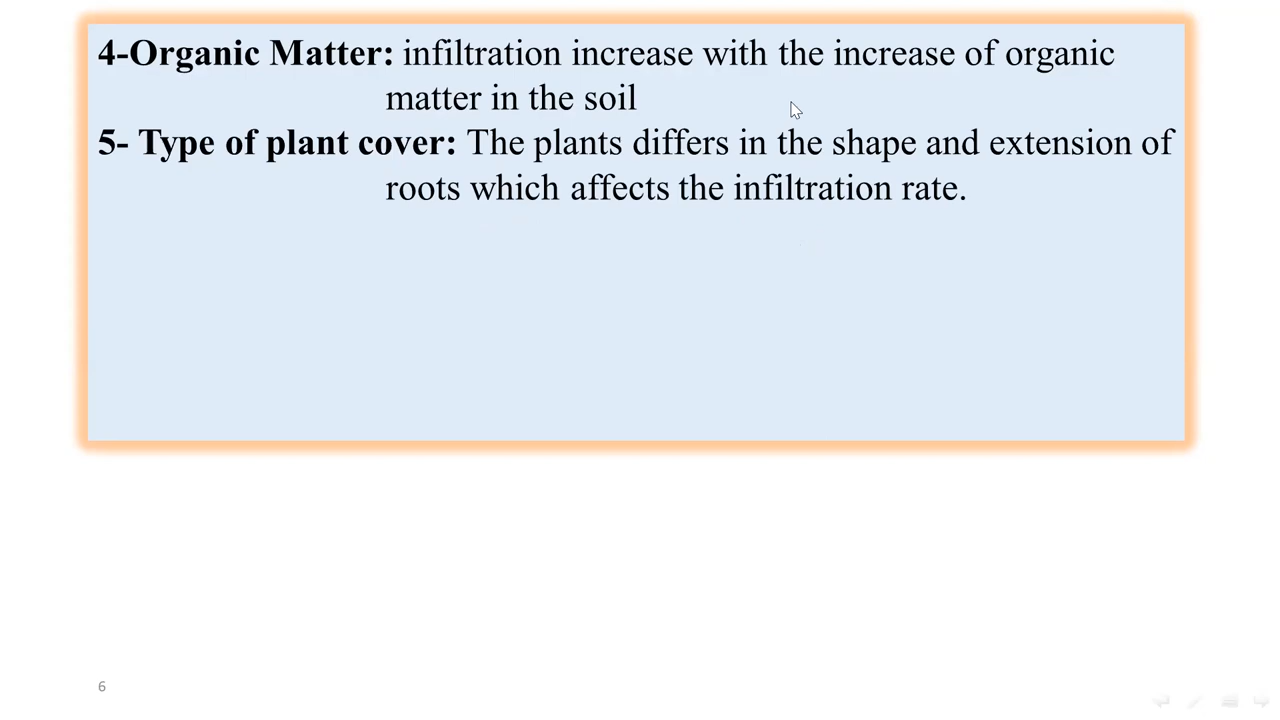 4-Organic Matter: infiltration increase with the increase of organic
matter in the soil
5- Type of plant cover: The plants differs in the shape and extension of
roots which affects the infiltration rate.
6